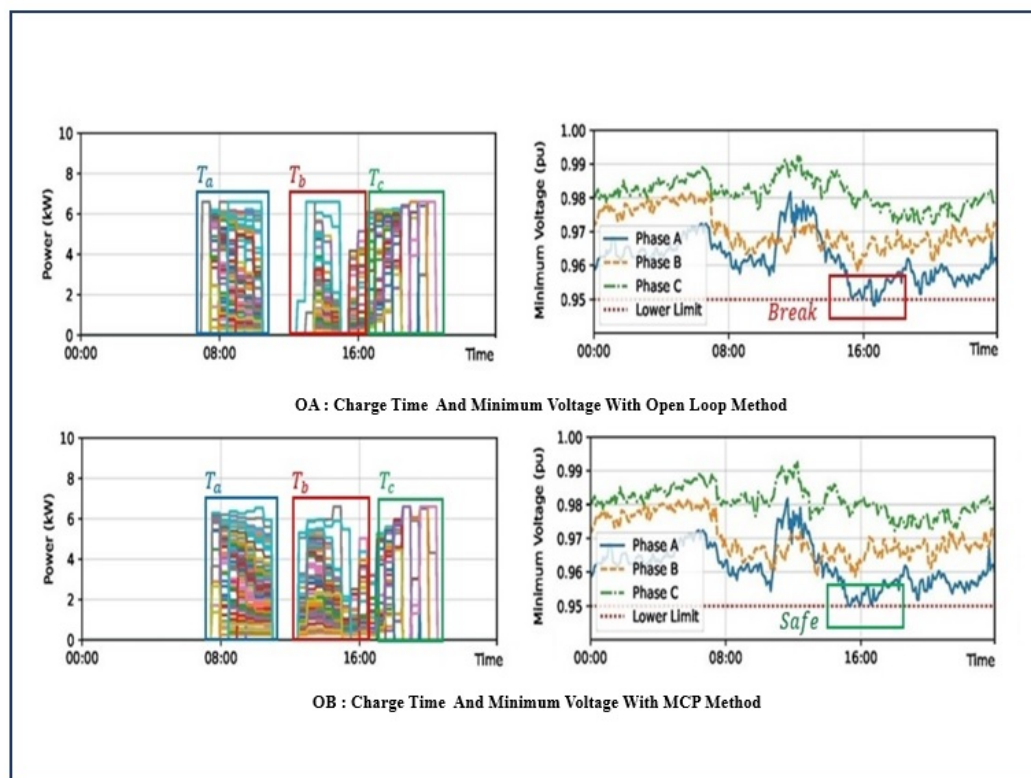 10
8
6
4
2
0
Power (kW)
T_a
T_b
T_c
00:00
08:00
16:00
Time
1.00
0.99
0.98
0.97
0.96
0.95
Minimum Voltage (pu)
Phase A
Phase B
Phase C
Lower Limit
Break
00:00
08:00
16:00
Time
OA : Charge Time And Minimum Voltage With Open Loop Method
10
8
6
4
2
0
Power (kW)
T_a
T_b
T_c
00:00
08:00
16:00
Time
1.00
0.99
0.98
0.97
0.96
0.95
Minimum Voltage (pu)
Phase A
Phase B
Phase C
Lower Limit
Safe
00:00
08:00
16:00
Time
OB : Charge Time And Minimum Voltage With MCP Method